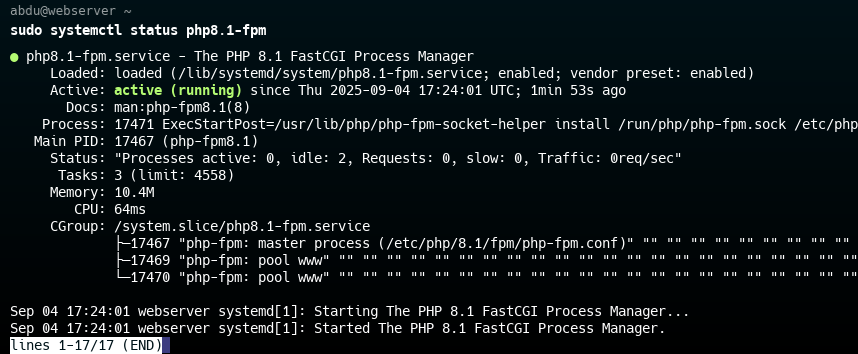 abdu@webserver ~
sudo systemctl status php8.1-fpm
● php8.1-fpm.service - The PHP 8.1 FastCGI Process Manager
Loaded: loaded (/lib/systemd/system/php8.1-fpm.service; enabled; vendor preset: enabled)
Active: active (running) since Thu 2025-09-04 17:24:01 UTC; 1min 53s ago
Docs: man:php-fpm8.1(8)
Process: 17471 ExecStartPost=/usr/lib/php/php-fpm-socket-helper install /run/php/php-fpm.sock /etc/php
Main PID: 17467 (php-fpm8.1)
Status: "Processes active: 0, idle: 2, Requests: 0, slow: 0, Traffic: 0req/sec"
Tasks: 3 (limit: 4558)
Memory: 10.4M
CPU: 64ms
CGroup: /system.slice/php8.1-fpm.service
├─17467 "php-fpm: master process (/etc/php/8.1/fpm/php-fpm.conf)" "" "" "" "" "" "" "" "" ""
├─17469 "php-fpm: pool www" "" "" "" "" "" "" "" "" "" "" "" "" "" "" "" "" "" "" "" "" "" ""
└─17470 "php-fpm: pool www" "" "" "" "" "" "" "" "" "" "" "" "" "" "" "" "" "" "" "" "" "" ""
Sep 04 17:24:01 webserver systemd[1]: Starting The PHP 8.1 FastCGI Process Manager...
Sep 04 17:24:01 webserver systemd[1]: Started The PHP 8.1 FastCGI Process Manager.
lines 1-17/17 (END)